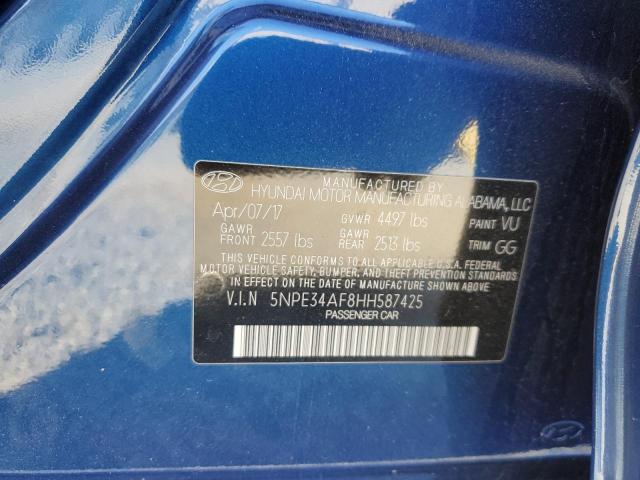 MANUFACTURED BY
HYUNDAI MOTOR MANUFACTURING ALABAMA, LLC
Apr/07/17 GVWR 4497 lbs PAINT VU
GAWR FRONT 2557 lbs GAWR REAR 2513 lbs TRIM GG
THIS VEHICLE CONFORMS TO ALL APPLICABLE U.S.A. FEDERAL
MOTOR VEHICLE SAFETY, BUMPER, AND THEFT PREVENTION STANDARDS
IN EFFECT ON THE DATE OF MANUFACTURE SHOWN ABOVE.
V.I.N 5NPE34AF8HH587425
PASSENGER CAR